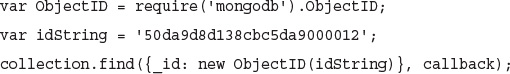 var ObjectID = require('mongodb').ObjectID;
var idString = '50da9d8d138cbc5da9000012';
collection.find({_id: new ObjectID(idString)}, callback);